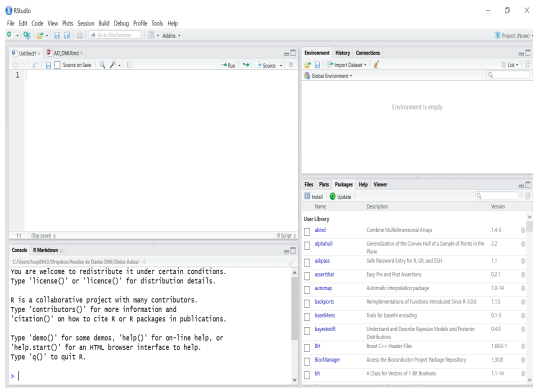 RStudio
File Edit Code View Plots Session Build Debug Profile Tools Help
Go to file/function Addins
Project: (None)
Untitled1 AD_DMI.Rmd
Source on Save Run Source
1
1:1 (Top Level) R Script
Console R Markdown
C:/Users/
You are welcome to redistribute it under certain conditions.
Type 'license()' or 'licence()' for distribution details.
R is a collaborative project with many contributors.
Type 'contributors()' for more information and
'citation()' on how to cite R or R packages in publications.
Type 'demo()' for some demos, 'help()' for on-line help, or
'help.start()' for an HTML browser interface to help.
Type 'q()' to quit R.
>
Environment History Connections
Import Dataset List
Global Environment
Environment is empty
Files Plots Packages Help Viewer
Install Update
Name Description Version
User Library
abind Combine Multidimensional Arrays 1.4-5
alphahull Generalization of the Convex Hull of a Sample of Points in the Plane 2.2
askpass Safe Password Entry for R, Git, and SSH 1.1
assertthat Easy Pre and Post Assertions 0.2.1
automap Automatic interpolation package 1.0-14
backports Reimplementations of Functions Introduced Since R-3.0.0 1.1.5
base64enc Tools for base64 encoding 0.1-3
bayestestR Understand and Describe Bayesian Models and Posterior Distributions 0.4.0
BH Boost C++ Header Files 1.69.0-1
BiocManager Access the Bioconductor Project Package Repository 1.30.8
bit A Class for Vectors of 1-Bit Booleans 1.1-14